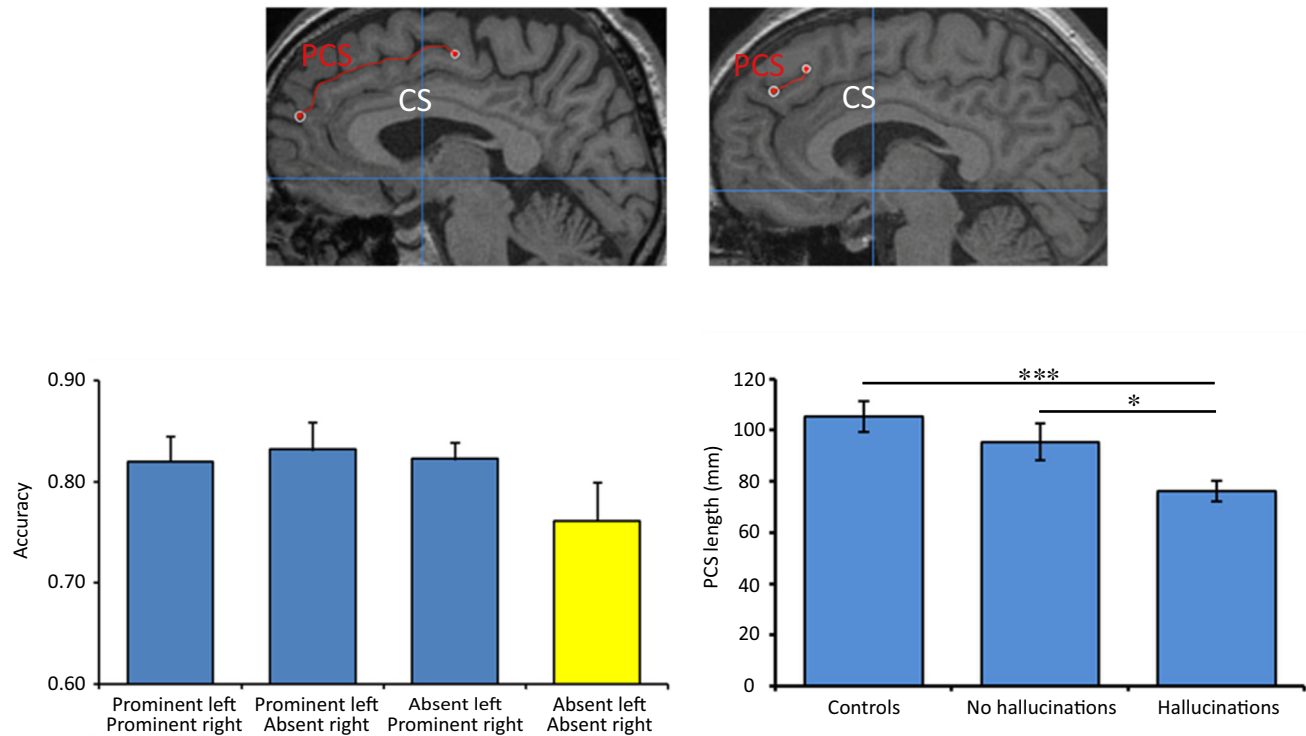 PCS
CS
PCS
CS
Accuracy
0.90
0.80
0.70
0.60
Prominent left
Prominent right
Prominent left
Absent right
Absent left
Prominent right
Absent left
Absent right
PCS length (mm)
120
100
80
60
40
20
0
***
*
Controls
No hallucinations
Hallucinations